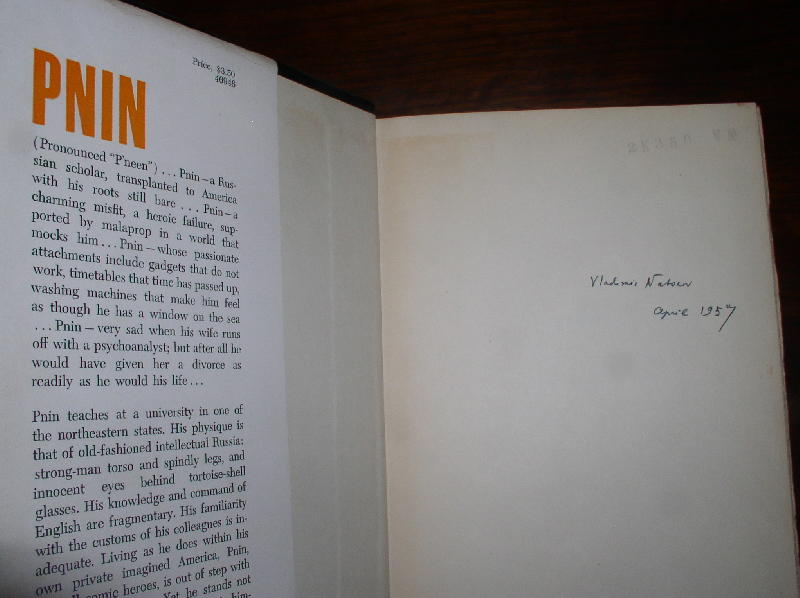 PNIN
Price, $3.50
40946
(Pronounced "P'neen") ... Pnin—a Rus-
sian scholar, transplanted to America
with his roots still bare ... Pnin—a
charming misfit, a heroic failure, sup-
ported by malaprop in a world that
mocks him ... Pnin—whose passionate
attachments include gadgets that do not
work, timetables that time has passed up,
washing machines that make him feel
as though he has a window on the sea
... Pnin—very sad when his wife runs
off with a psychoanalyst; but after all he
would have given her a divorce as
readily as he would his life ...
Pnin teaches at a university in one of
the northeastern states. His physique is
that of old-fashioned intellectual Russia:
strong-man torso and spindly legs, and
innocent eyes behind tortoise-shell
glasses. His knowledge and command of
English are fragmentary. His familiarity
with the customs of his colleagues is in-
adequate. Living as he does within his
own private imagined America, Pnin,
comic heroes, is out of step with
Yet he stands not
Vladimir Nabokov
April 1957